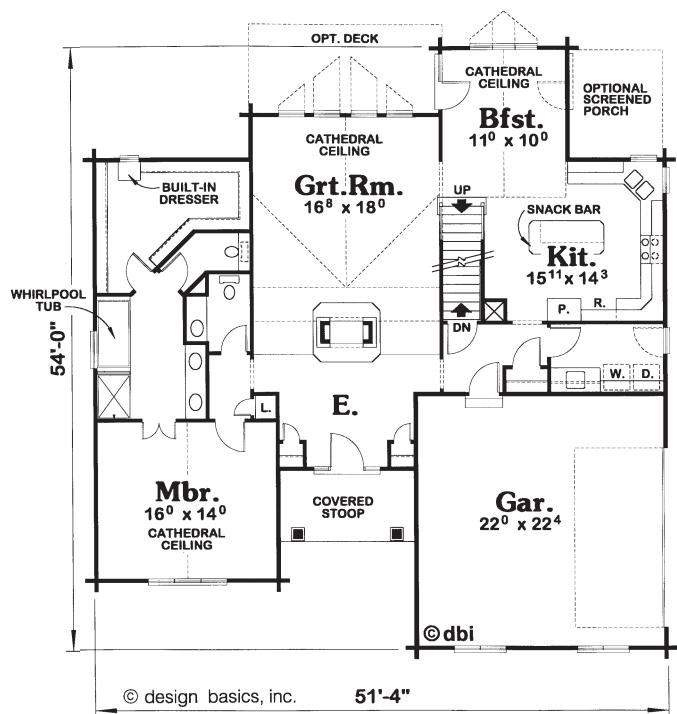 OPT. DECK
CATHEDRAL
CEILING
Bfst.
11⁰ x 10⁰
OPTIONAL
SCREENED
PORCH
CATHEDRAL
CEILING
Grt.Rm.
16⁸ x 18⁰
BUILT-IN
DRESSER
UP
SNACK BAR
Kit.
15¹¹ x 14³
P.
R.
WHIRLPOOL
TUB
DN
54'-0"
W.
D.
L.
E.
Mbr.
16⁰ x 14⁰
CATHEDRAL
CEILING
COVERED
STOOP
Gar.
22⁰ x 22⁴
© dbi
© design basics, inc.
51'-4"